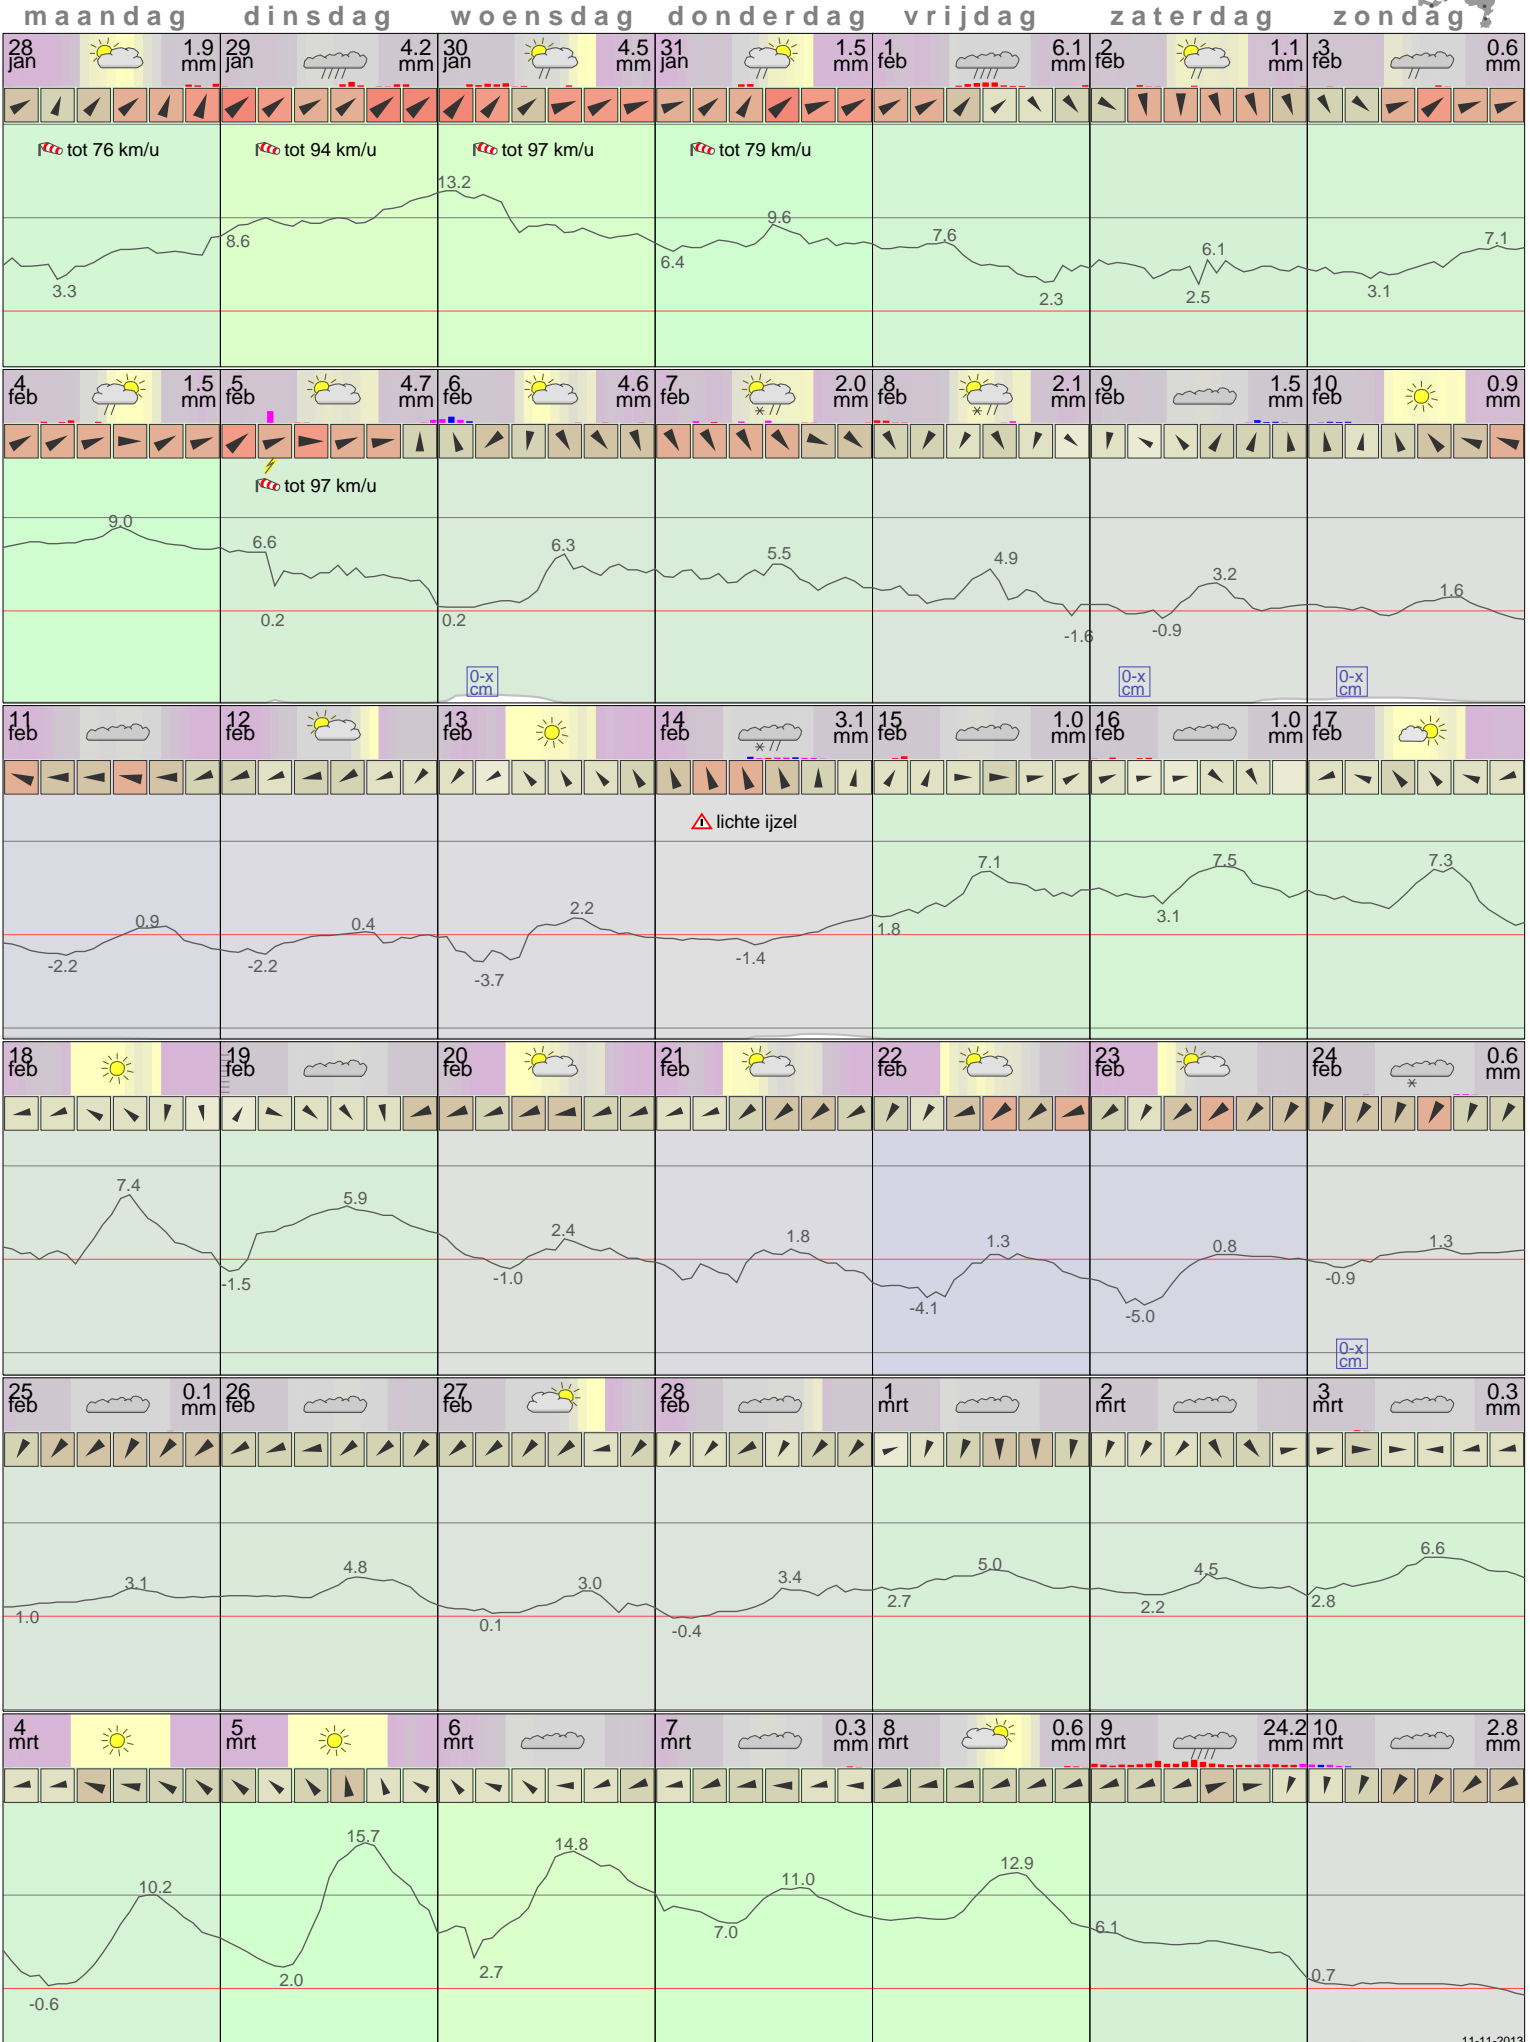 maandag dinsdag woensdag donderdag vrijdag zaterdag zondag
28 1.9 29 4.2 30 4.5 31 1.5 1 6.1 2 1.1 3 0.6
jan mm jan mm jan mm jan mm feb mm feb mm feb mm
tot 76 km/u tot 94 km/u tot 97 km/u tot 79 km/u
13.2
9.6
8.6 7.6 7.1
6.4 6.1
3.3 2.3 2.5 3.1
4 1.5 5 4.7 6 4.6 7 2.0 8 2.1 9 1.5 10 0.9
feb mm feb mm feb mm feb mm feb mm feb mm feb mm
tot 97 km/u
9.0
6.6 6.3 5.5 4.9
3.2 1.6
0.2 0.2 -1.6 -0.9
0-x 0-x 0-x
cm cm cm
11 12 13 14 3.1 15 1.0 16 1.0 17
feb feb feb feb mm feb mm feb mm feb
lichte ijzel
7.1 7.5 7.3
0.9 0.4 2.2 1.8 3.1
-2.2 -2.2 -3.7 -1.4
18 19 20 21 22 23 24 0.6
feb feb feb feb feb feb feb mm
7.4 5.9
2.4 1.8 1.3 0.8 1.3
-1.5 -1.0 -4.1 -5.0 -0.9
0-x
cm
25 0.1 26 27 28 1 2 3 0.3
feb mm feb feb feb mrt mrt mrt mm
3.1 4.8 3.0 3.4 5.0 4.5 6.6
1.0 0.1 -0.4 2.7 2.2 2.8
4 5 6 7 0.3 8 0.6 9 24.2 10 2.8
mrt mrt mrt mrt mm mrt mm mrt mm mrt mm
15.7 14.8
10.2 11.0 12.9
7.0 6.1
-0.6 2.0 2.7 0.7
11-11-2013